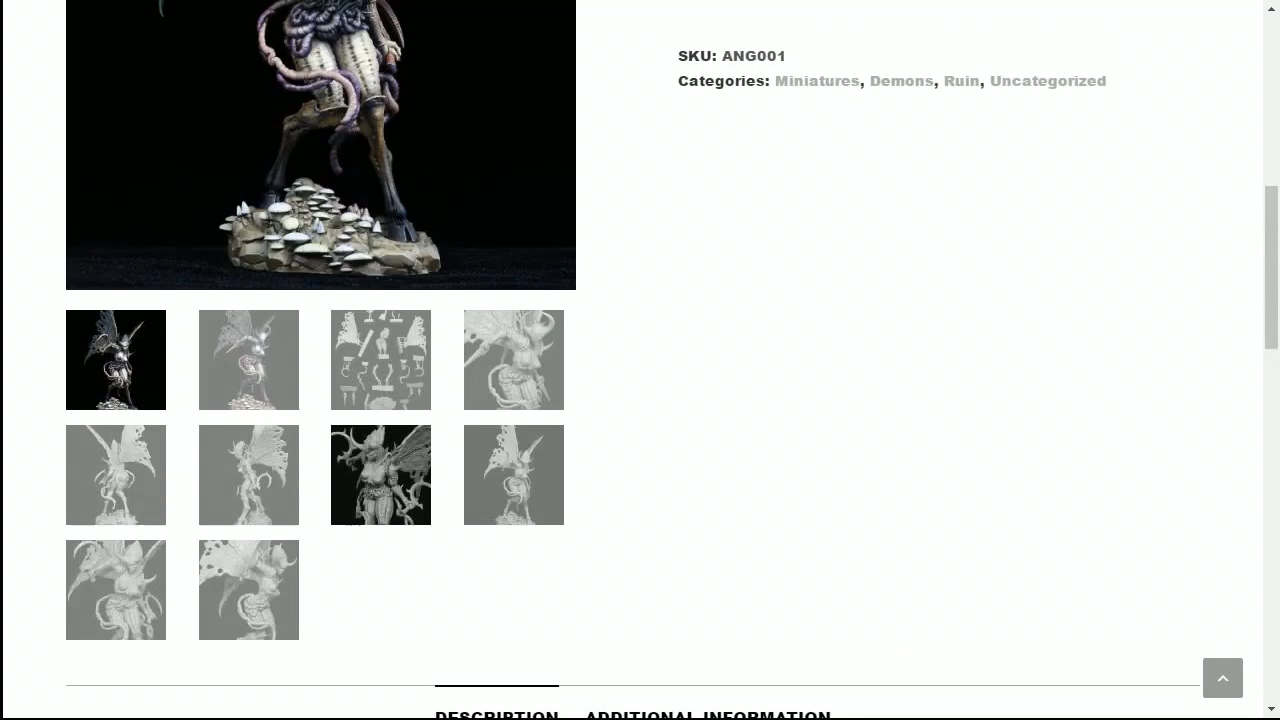 SKU: ANG001
Categories: Miniatures, Demons, Ruin, Uncategorized
DESCRIPTION ADDITIONAL INFORMATION